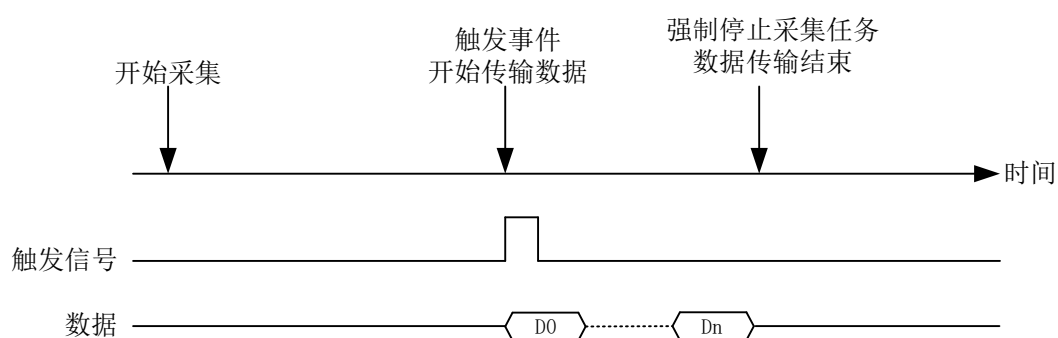 开始采集
触发事件
开始传输数据
强制停止采集任务
数据传输结束
时间
触发信号
数据
D0
Dn